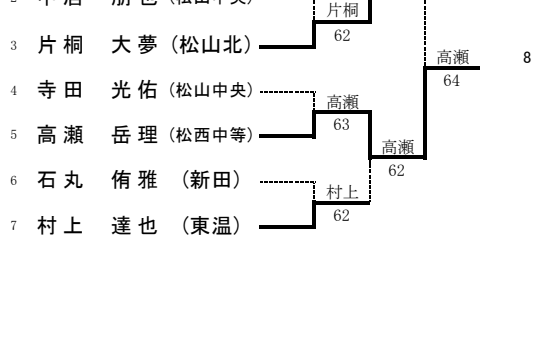 片桐
62
3 片桐 大夢（松山北）
高瀬
64
8
4 寺田 光佑（松山中央）
高瀬
63
5 高瀬 岳理（松西中等）
高瀬
62
6 石丸 侑雅（新田）
村上
62
7 村上 達也（東温）